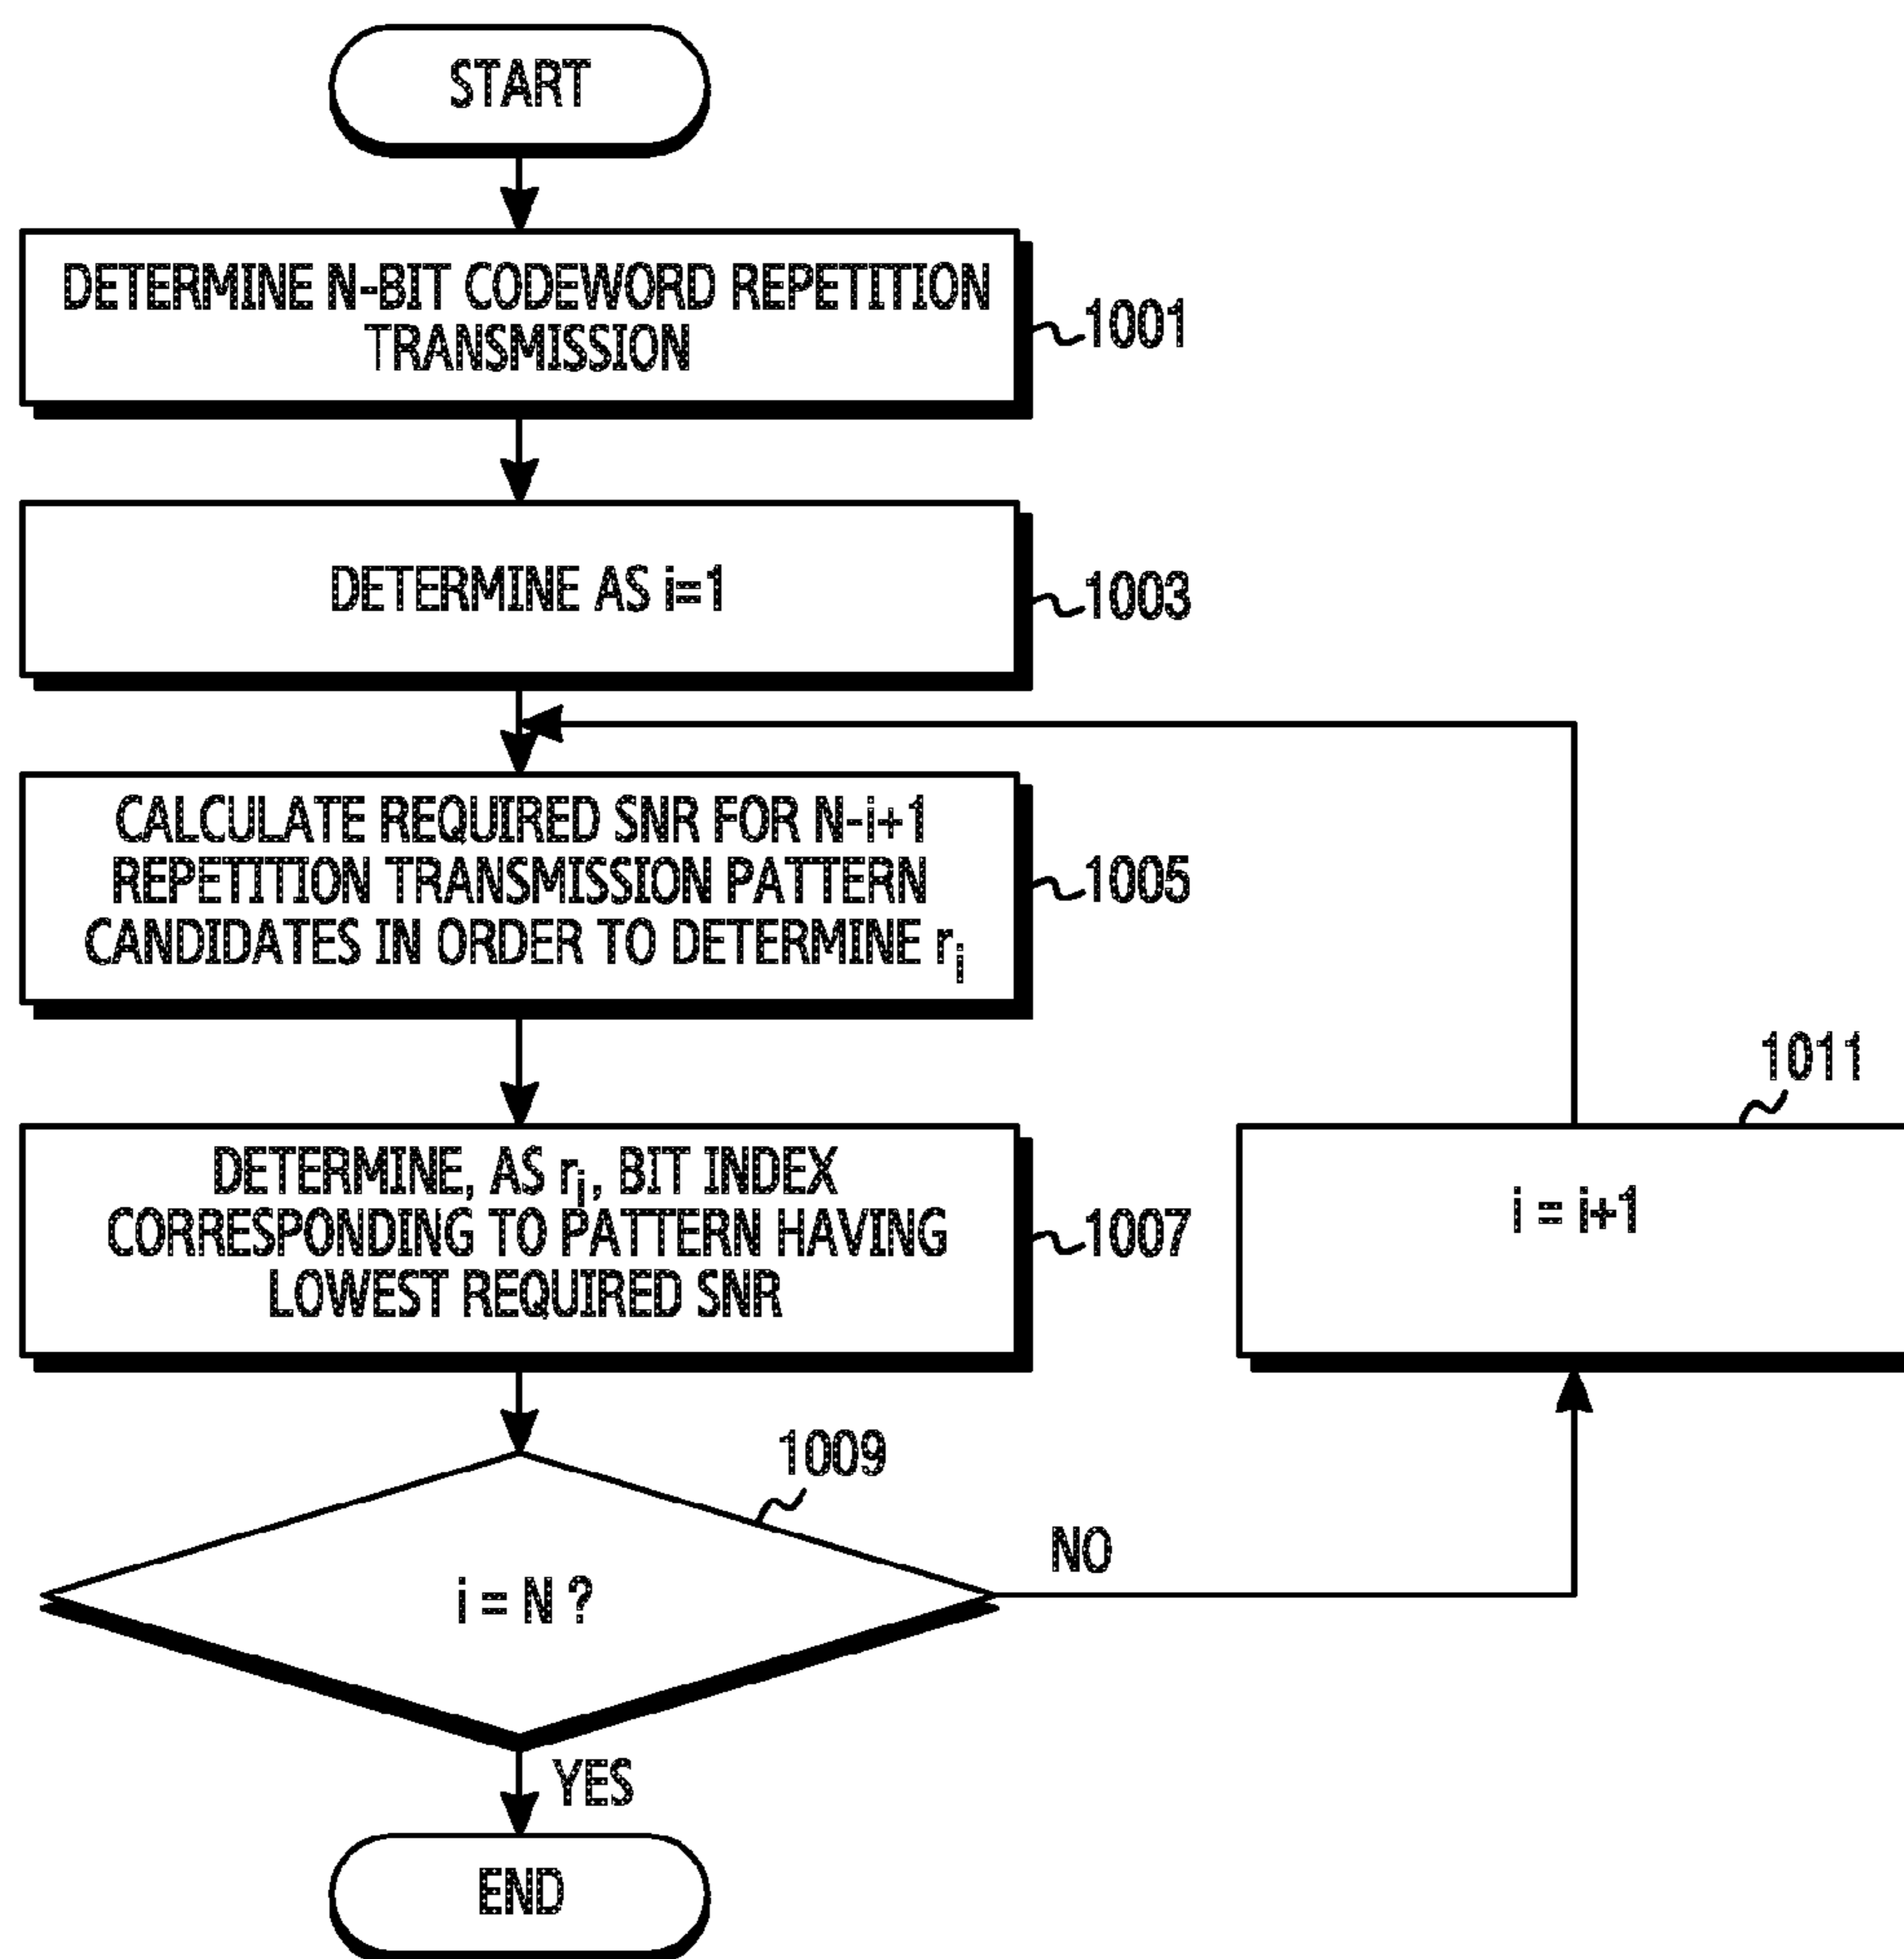 START
DETERMINE N-BIT CODEWORD REPETITION
TRANSMISSION
1001
DETERMINE AS i=1
1003
CALCULATE REQUIRED SNR FOR N-i+1
REPETITION TRANSMISSION PATTERN
CANDIDATES IN ORDER TO DETERMINE ri
1005
DETERMINE, AS ri, BIT INDEX
CORRESPONDING TO PATTERN HAVING
LOWEST REQUIRED SNR
1007
1011
i = i+1
1009
i = N ?
NO
YES
END